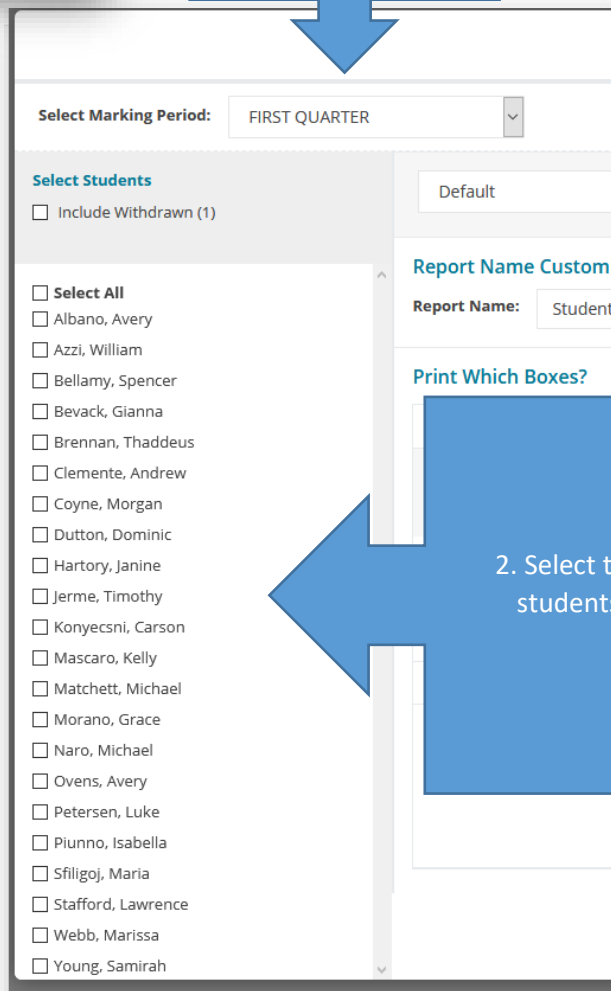 Select Marking Period: FIRST QUARTER
Select Students
Include Withdrawn (1)
Default
Report Name Custom
Report Name: Student
Print Which Boxes?
Select All
Albano, Avery
Azzi, William
Bellamy, Spencer
Bevack, Gianna
Brennan, Thaddeus
Clemente, Andrew
Coyne, Morgan
Dutton, Dominic
Hartory, Janine
Jerme, Timothy
Konyecsni, Carson
Mascaro, Kelly
Matchett, Michael
Morano, Grace
Naro, Michael
Ovens, Avery
Petersen, Luke
Piunno, Isabella
Sfiligoj, Maria
Stafford, Lawrence
Webb, Marissa
Young, Samirah
2. Select t
students